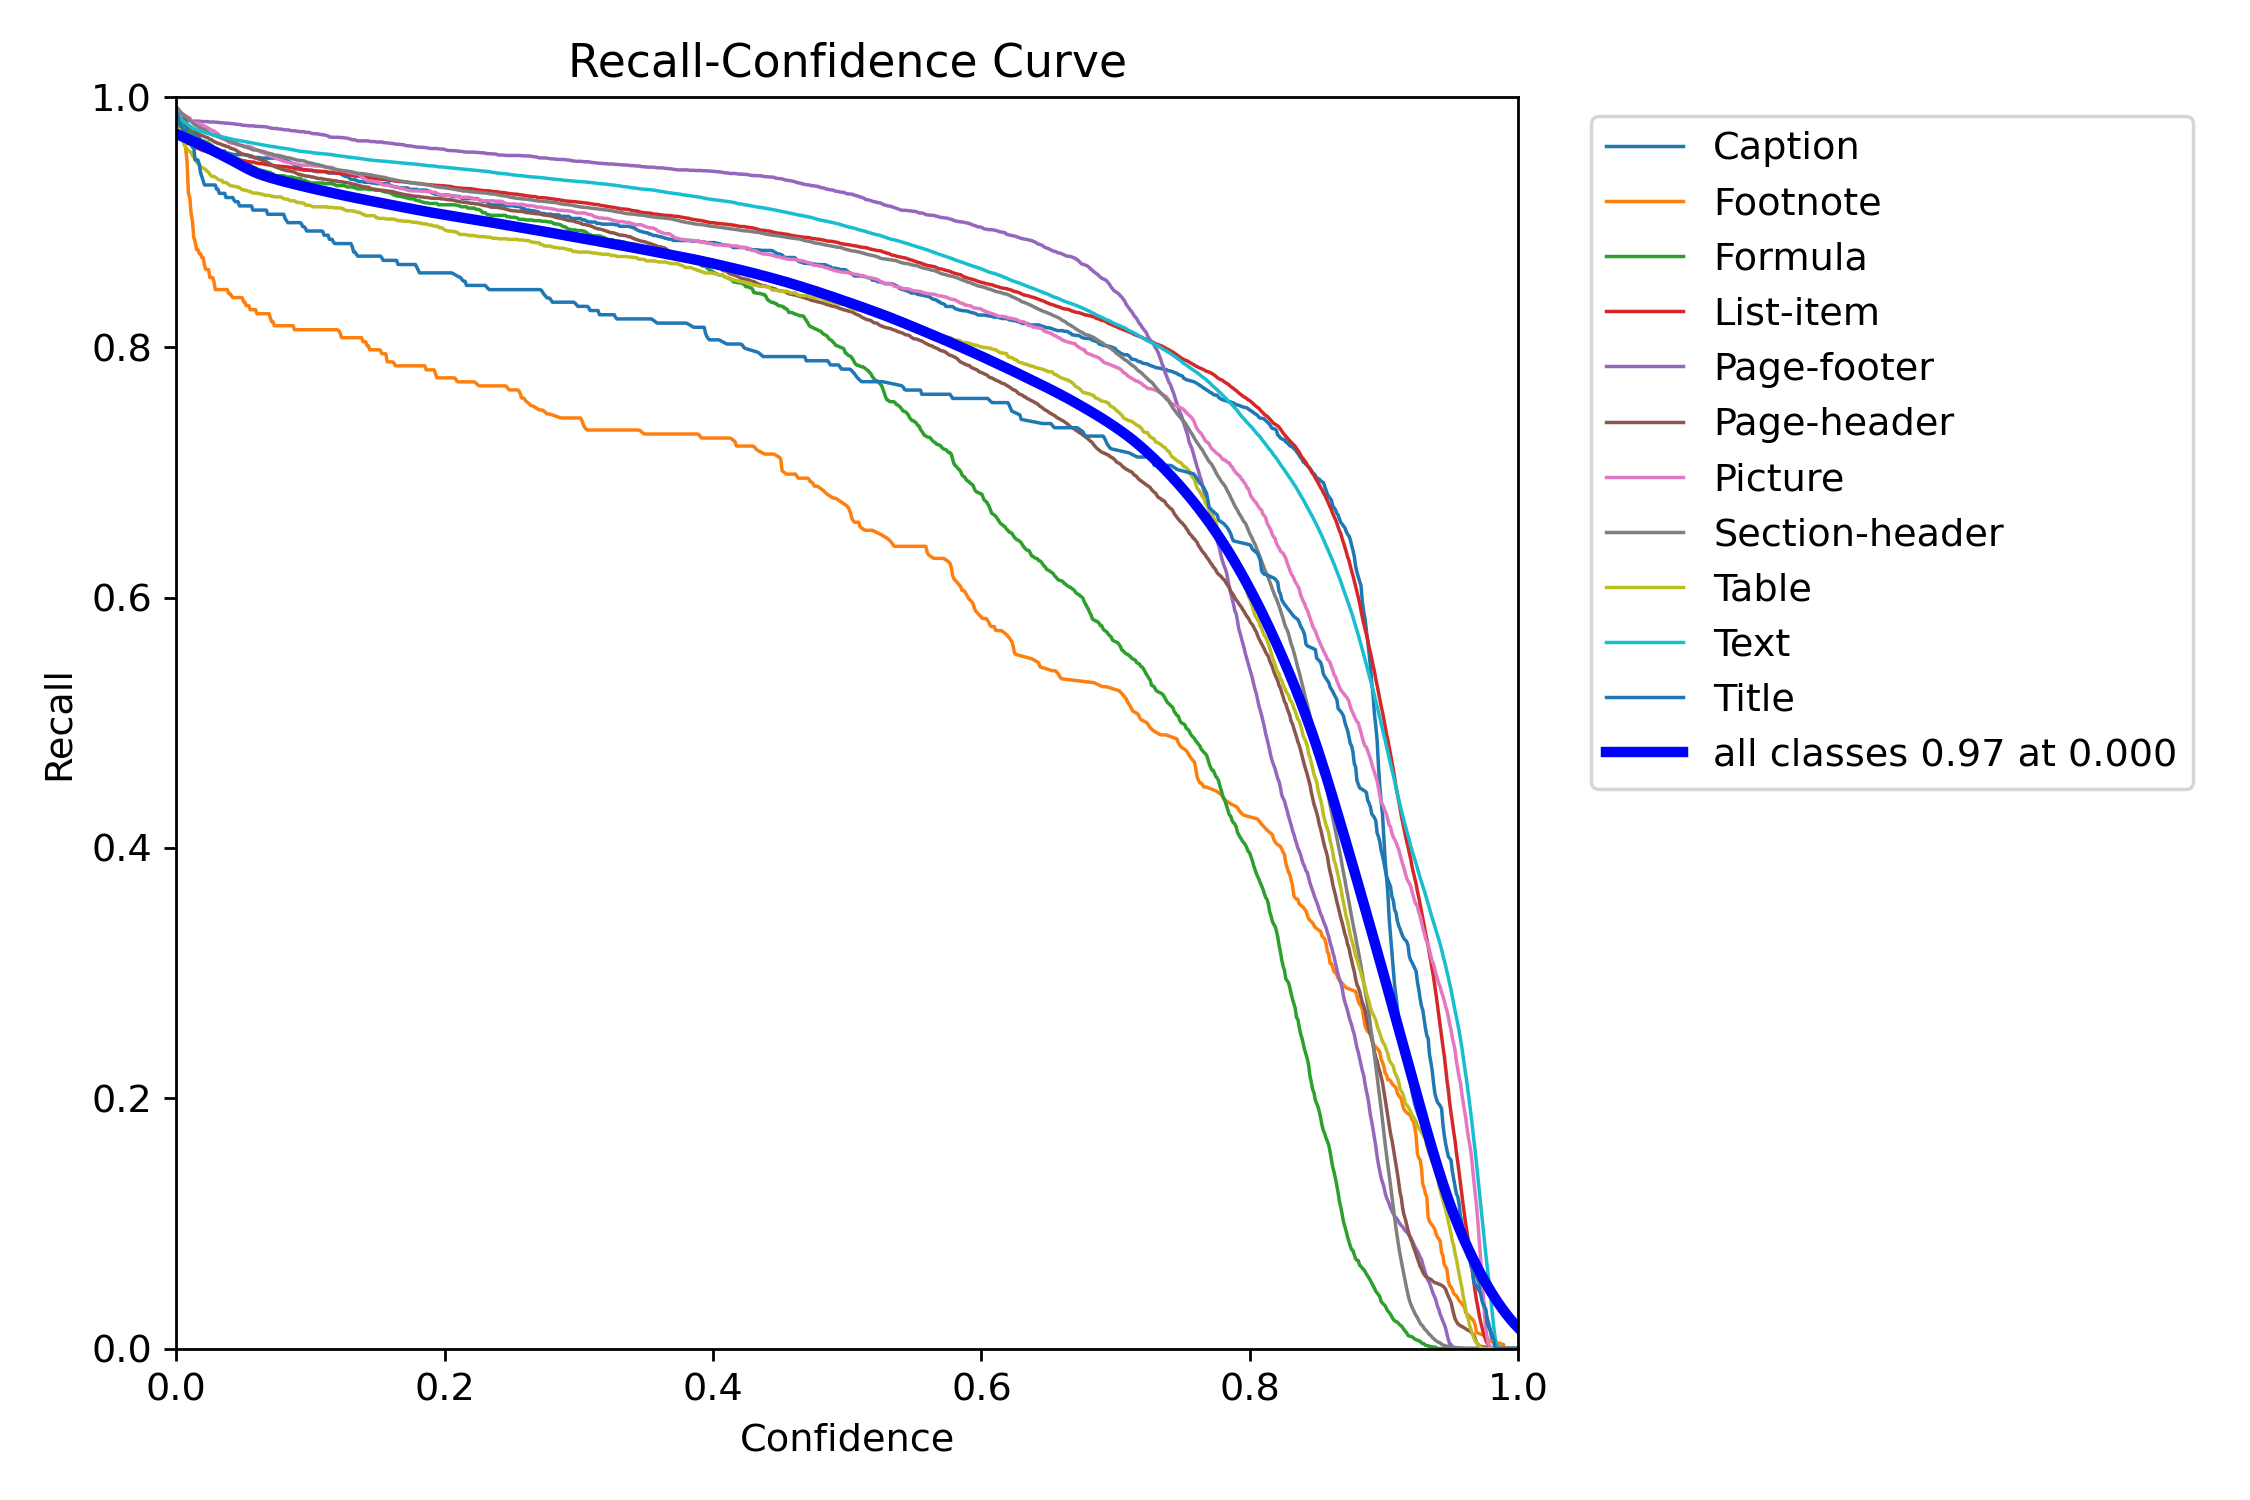 Recall-Confidence Curve
1.0
0.8
0.6
0.4
0.2
0.0
Recall
0.0 0.2 0.4 0.6 0.8 1.0
Confidence
Caption
Footnote
Formula
List-item
Page-footer
Page-header
Picture
Section-header
Table
Text
Title
all classes 0.97 at 0.000